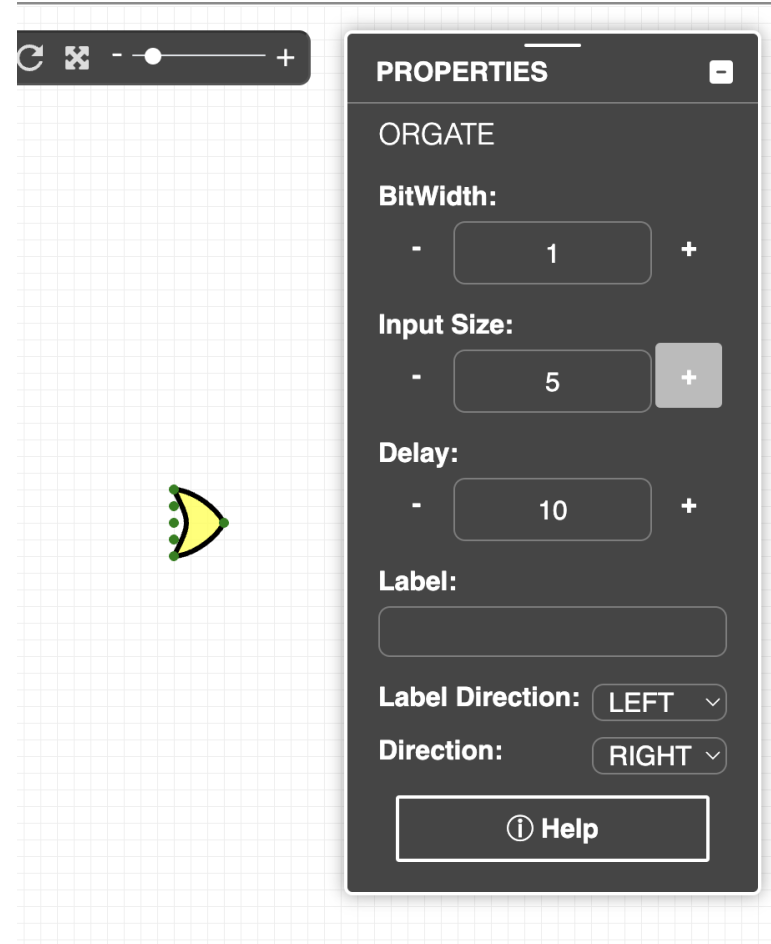 - +
PROPERTIES -
ORGATE
BitWidth:
- 1 +
Input Size:
- 5 +
Delay:
- 10 +
Label:
Label Direction: LEFT
Direction: RIGHT
ⓘ Help